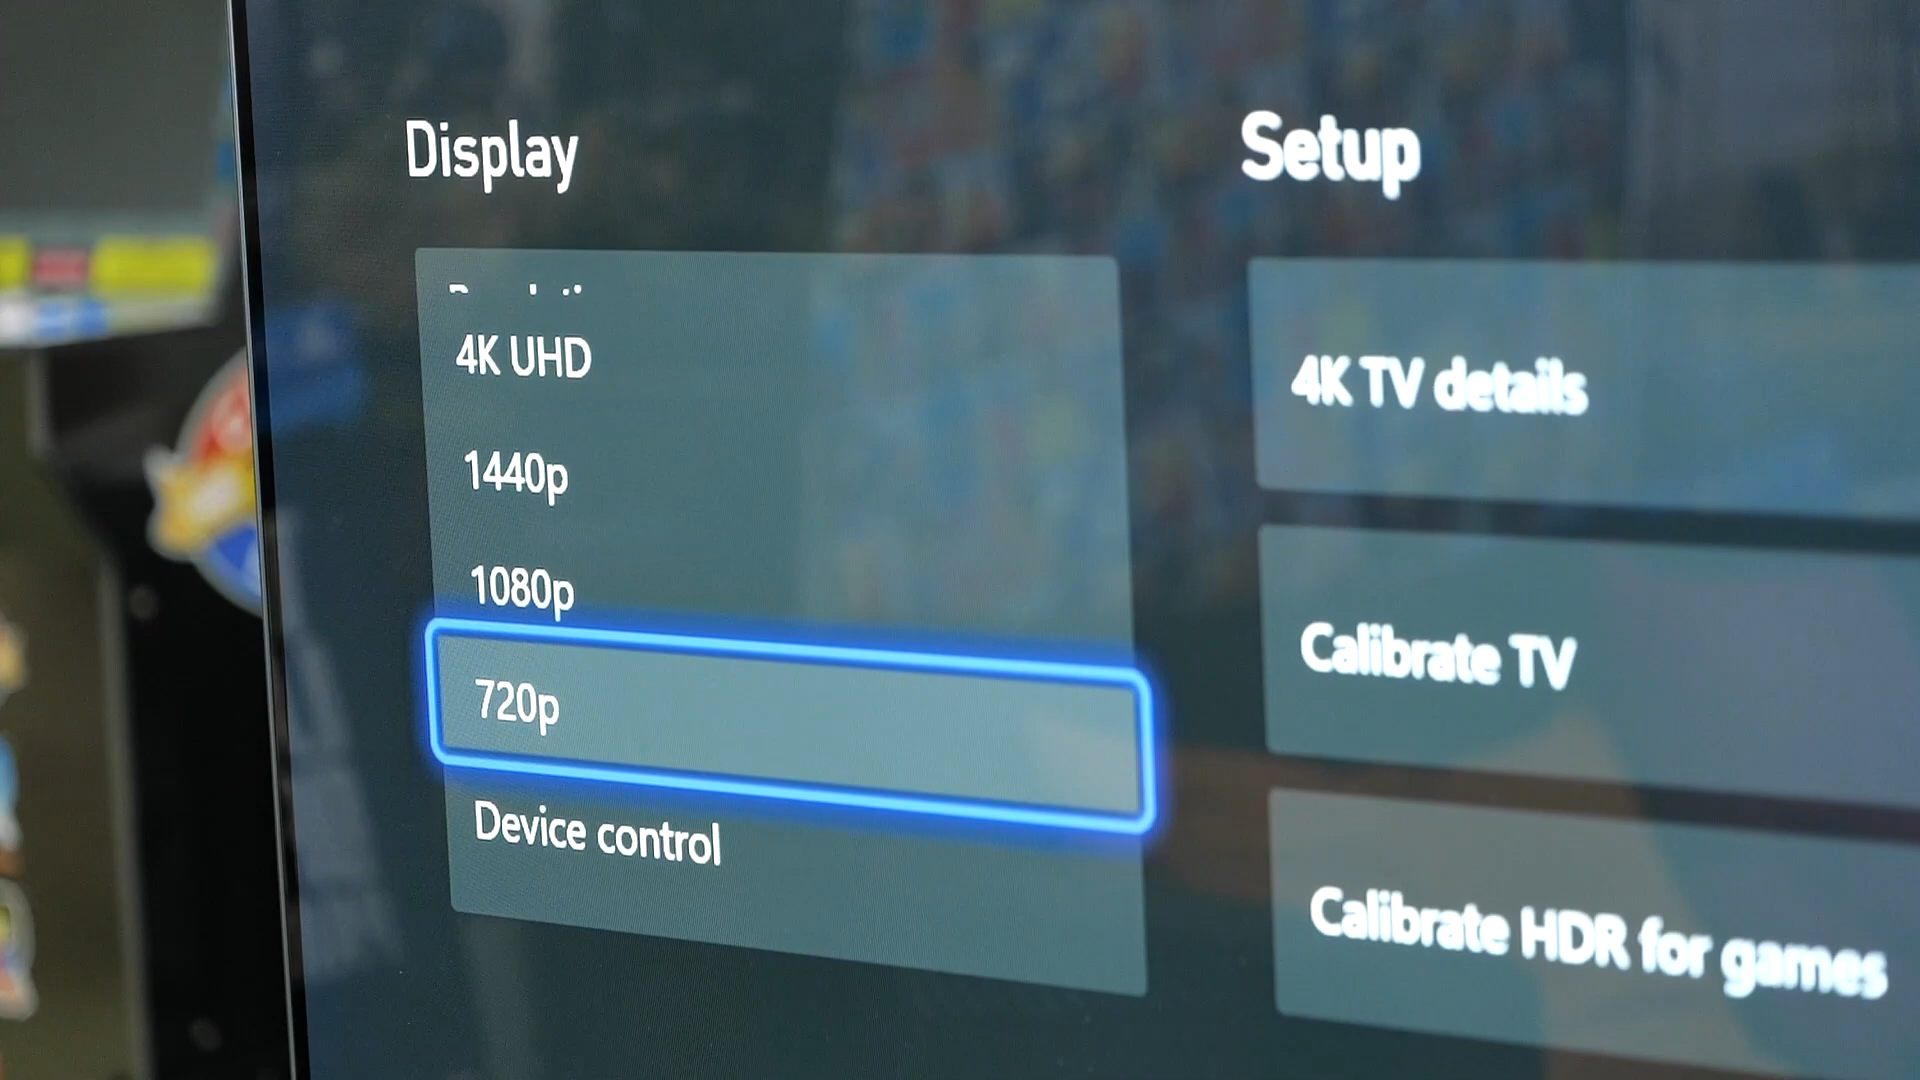 Display
4K UHD
1440p
1080p
720p
Device control
Setup
4K TV details
Calibrate TV
Calibrate HDR for games